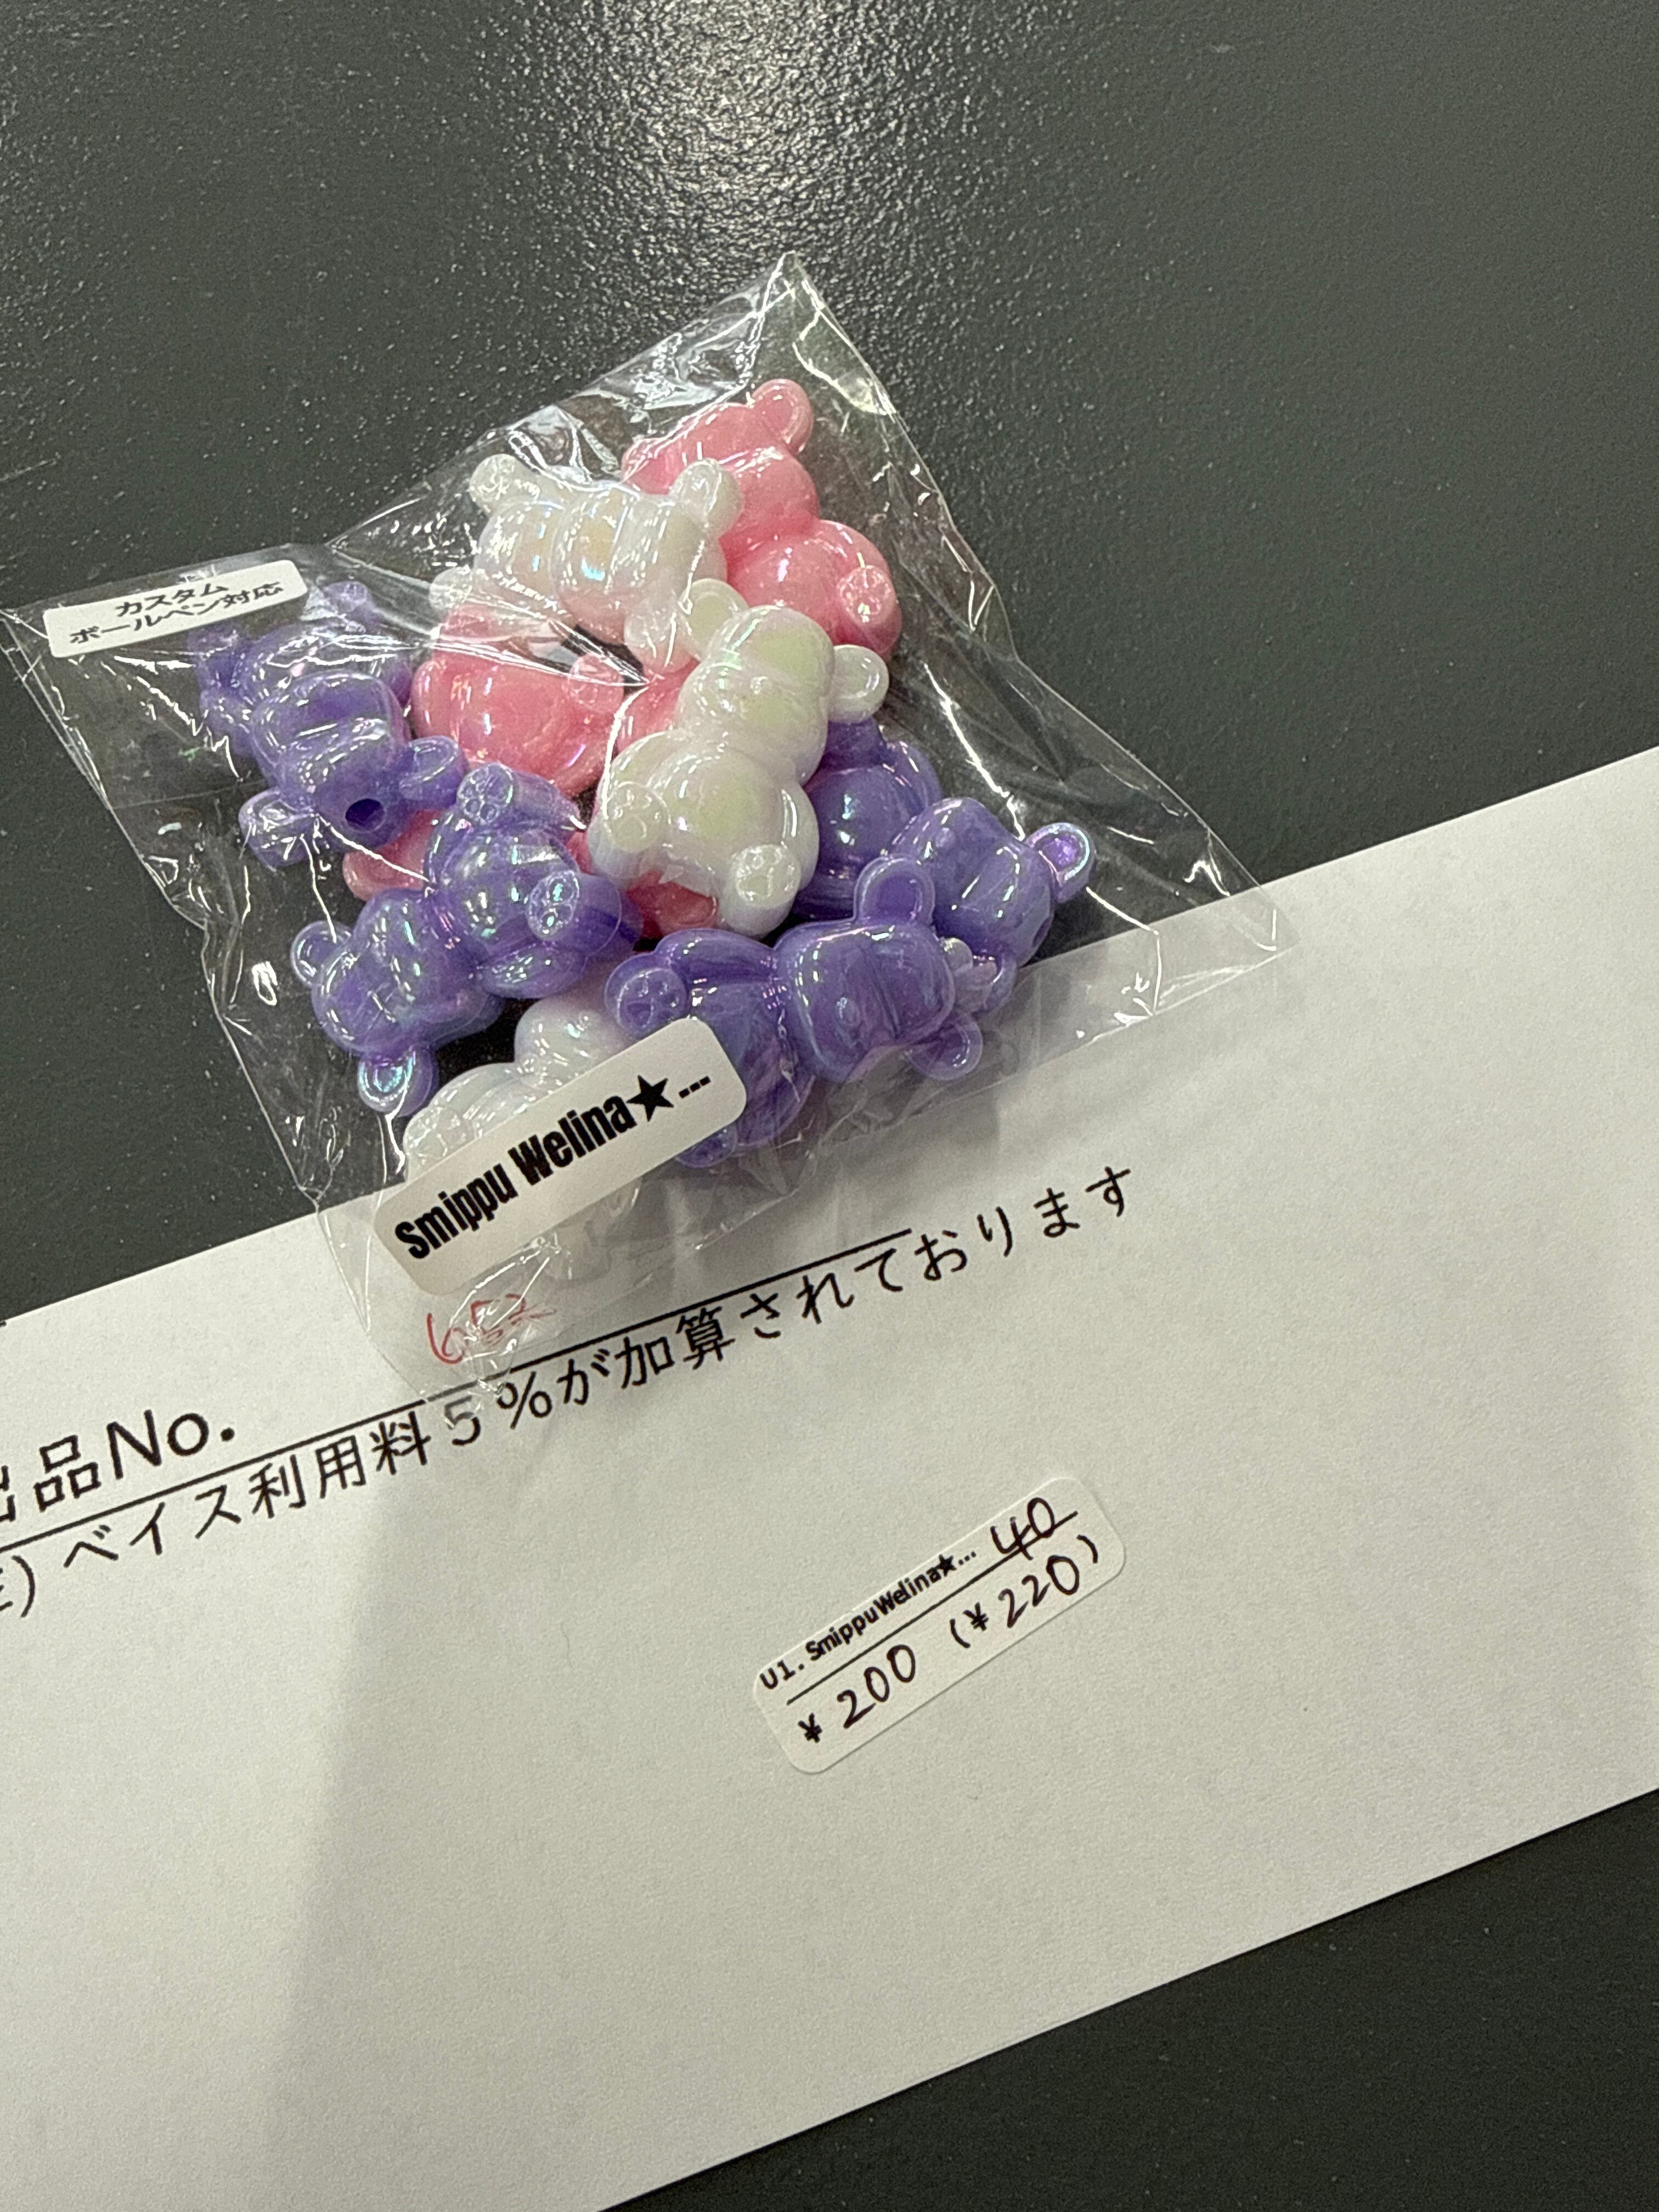 カスタム
ボールペン対応
Smippu Welina★...
品No.
ベイス利用料５%が加算されております
U1. SmippuWelina★... 40
¥200 (¥220)